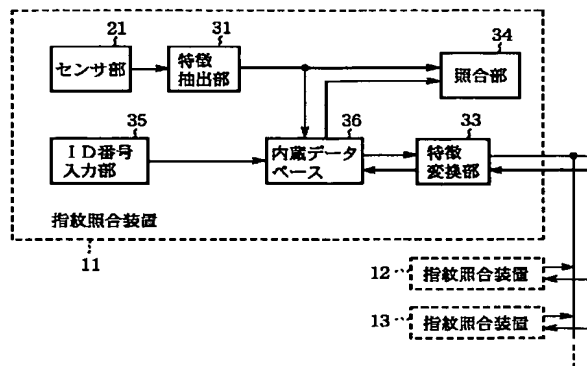 21
31
34
センサ部
特徴
抽出部
照合部
35
36
33
ID番号
入力部
内蔵データ
ベース
特徴
変換部
指紋照合装置
11
12
指紋照合装置
13
指紋照合装置